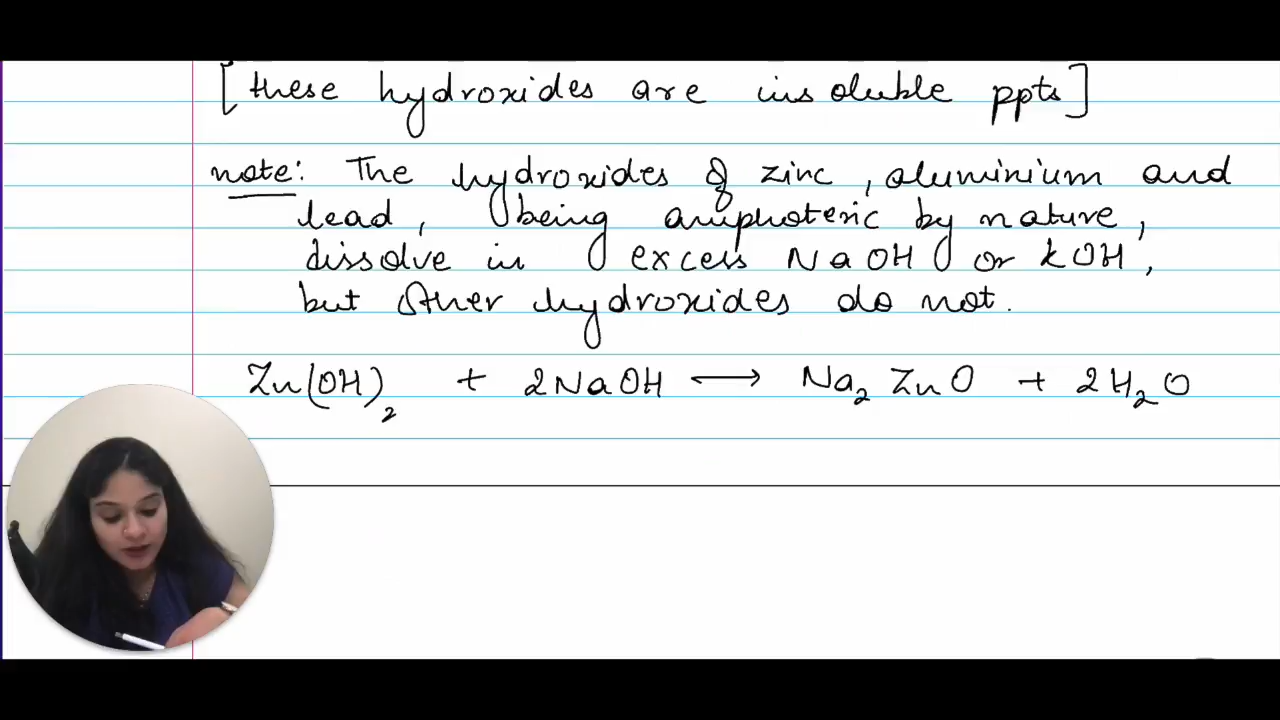 [these hydroxides are insoluble ppts]
note: The hydroxides of zinc, aluminium and
lead, being amphoteric by nature,
dissolve in excess NaOH or KOH,
but other hydroxides do not.
Zn(OH)₂ + 2NaOH ⟷ Na₂ZnO + 2H₂O